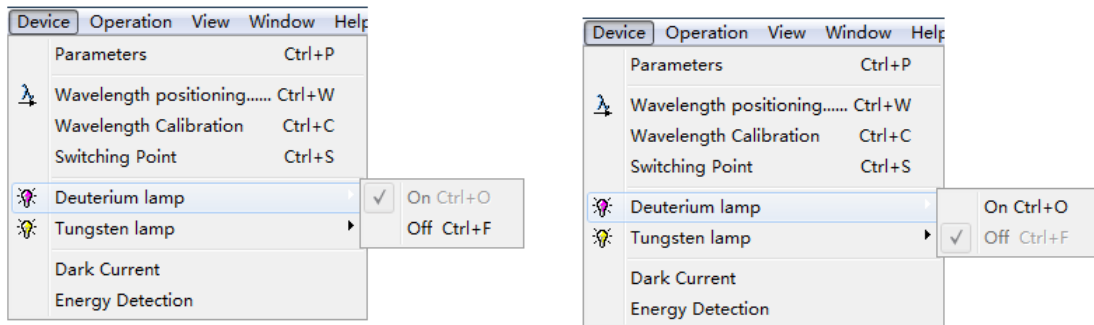 Device Operation View Window Help
Parameters Ctrl+P
Wavelength positioning...... Ctrl+W
Wavelength Calibration Ctrl+C
Switching Point Ctrl+S
Deuterium lamp
On Ctrl+O
Tungsten lamp
Off Ctrl+F
Dark Current
Energy Detection
Device Operation View Window Help
Parameters Ctrl+P
Wavelength positioning...... Ctrl+W
Wavelength Calibration Ctrl+C
Switching Point Ctrl+S
Deuterium lamp
On Ctrl+O
Tungsten lamp
Off Ctrl+F
Dark Current
Energy Detection